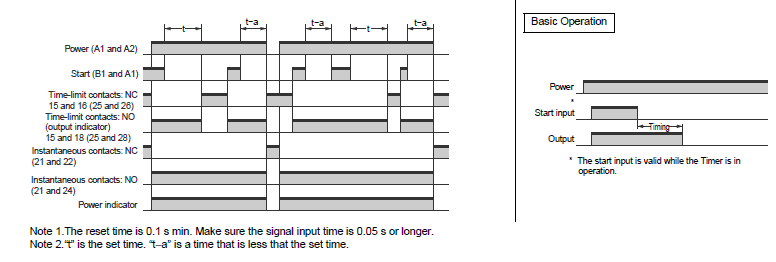 t
t–a
t–a
t
t–a
Power (A1 and A2)
Start (B1 and A1)
Time-limit contacts: NC
15 and 16 (25 and 26)
Time-limit contacts: NO
(output indicator)
15 and 18 (25 and 28)
Instantaneous contacts: NC
(21 and 22)
Instantaneous contacts: NO
(21 and 24)
Power indicator
Note 1.The reset time is 0.1 s min. Make sure the signal input time is 0.05 s or longer.
Note 2."t" is the set time. "t–a" is a time that is less that the set time.
Basic Operation
Power
*
Start input
Timing
Output
* The start input is valid while the Timer is in
operation.